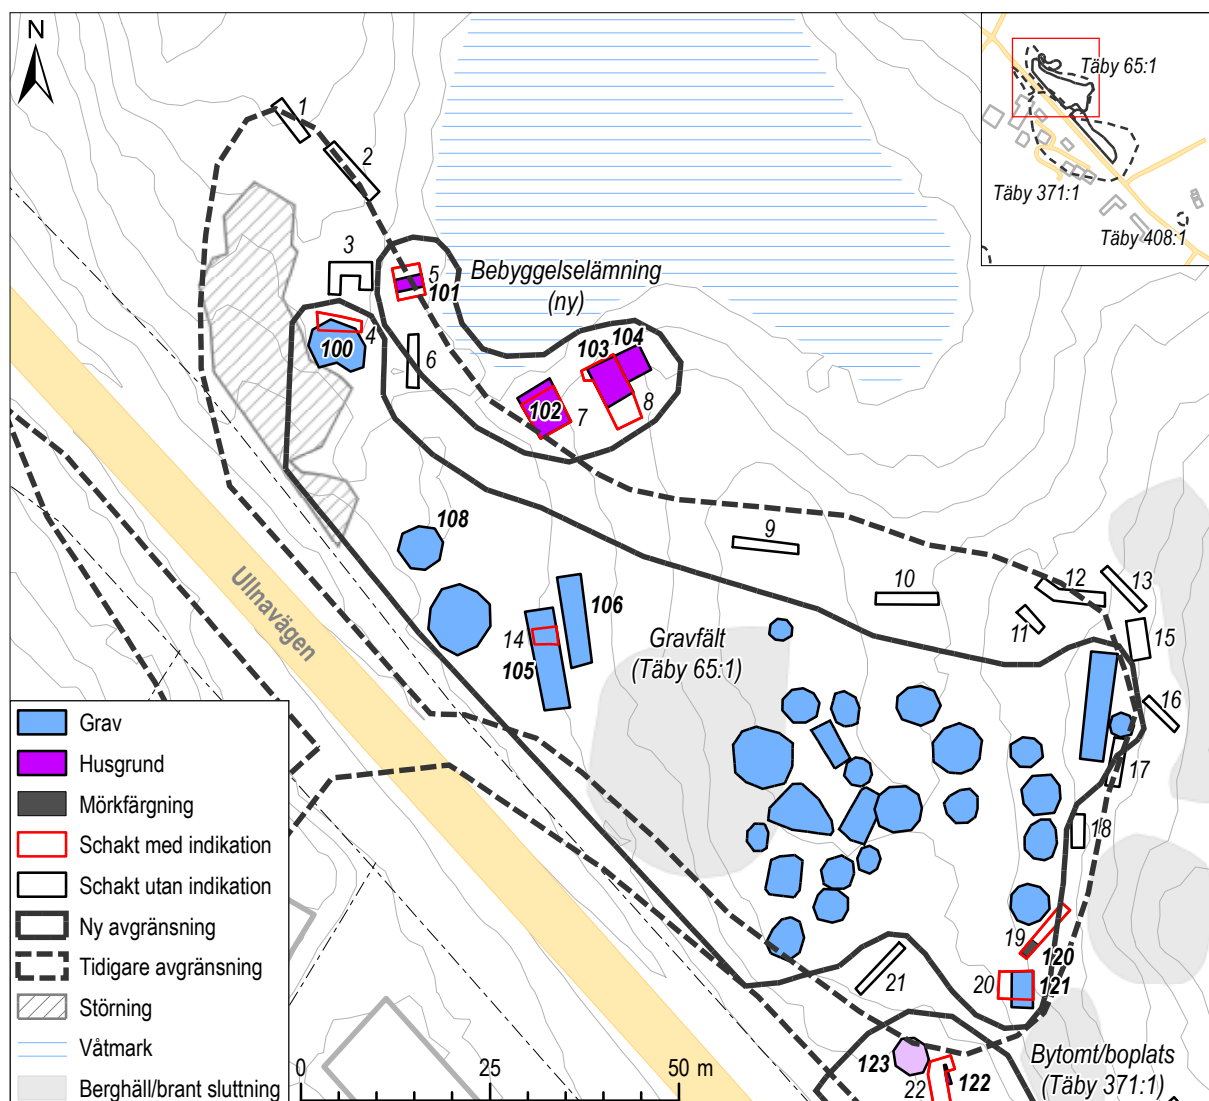 N
1
2
3
4
5
101
100
6
Bebyggelselämning
(ny)
103
104
102
7
8
Täby 65:1
Täby 371:1
Täby 408:1
9
10
11
12
13
15
16
17
18
108
106
14
105
Ullnavägen
Gravfält
(Täby 65:1)
19
120
20
121
21
123
22
122
Bytomt/boplats
(Täby 371:1)
Grav
Husgrund
Mörkfärgning
Schakt med indikation
Schakt utan indikation
Ny avgränsning
Tidigare avgränsning
Störning
Våtmark
Berghäll/brant sluttning
0 25 50 m